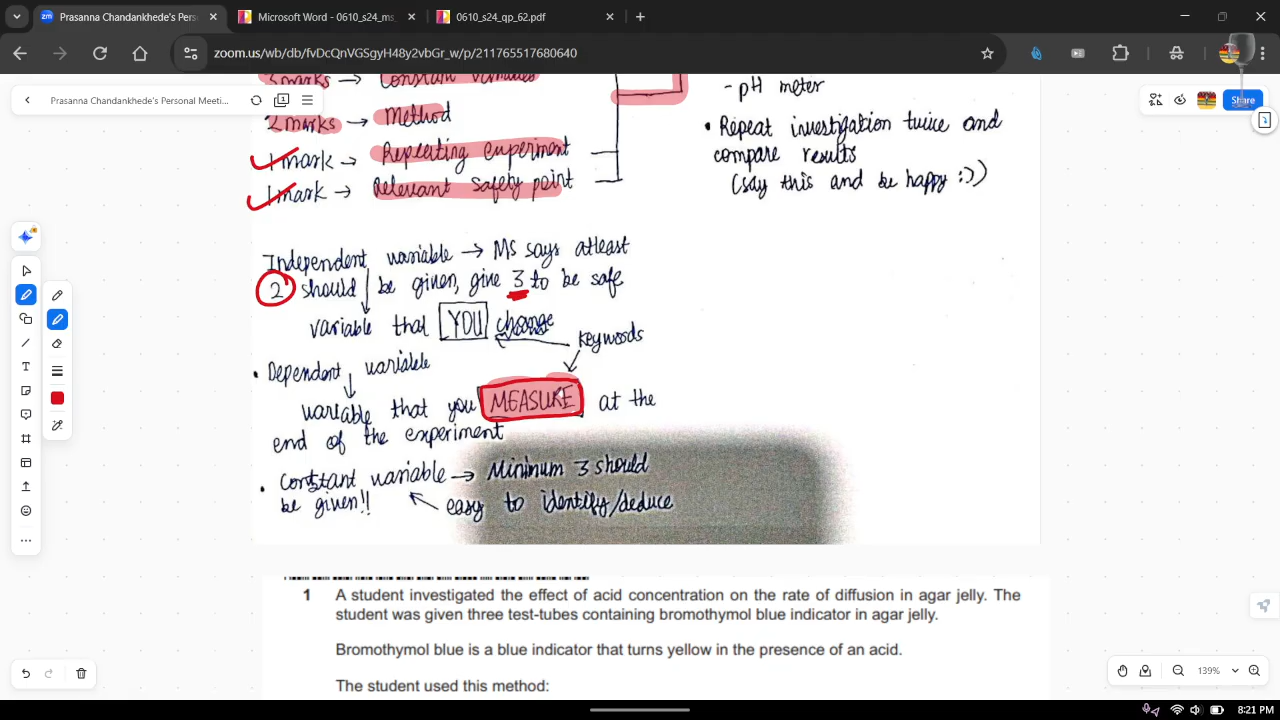 Prasanna Chandankhede's Perso
Microsoft Word - 0610_s24_ms_
0610_s24_qp_62.pdf
zoom.us/wb/db/fvDcQnVGSgyH48y2vbGr_w/p/211765517680640
Prasanna Chandankhede's Personal Meeti...
Share
3 marks → Constant variables
2 marks → Method
1 mark → Repeating experiment
1 mark → Relevant safety point
- pH meter
• Repeat investigation twice and
compare results
(say this and be happy :))
Independent variable → MS says atleast
2 should be given, give 3 to be safe
variable that YOU change
keywords
• Dependent variable
variable that you MEASURE at the
end of the experiment
• Constant variable → Minimum 3 should
be given!! easy to identify/deduce
1 A student investigated the effect of acid concentration on the rate of diffusion in agar jelly. The
student was given three test-tubes containing bromothymol blue indicator in agar jelly.
Bromothymol blue is a blue indicator that turns yellow in the presence of an acid.
The student used this method:
139%
8:21 PM